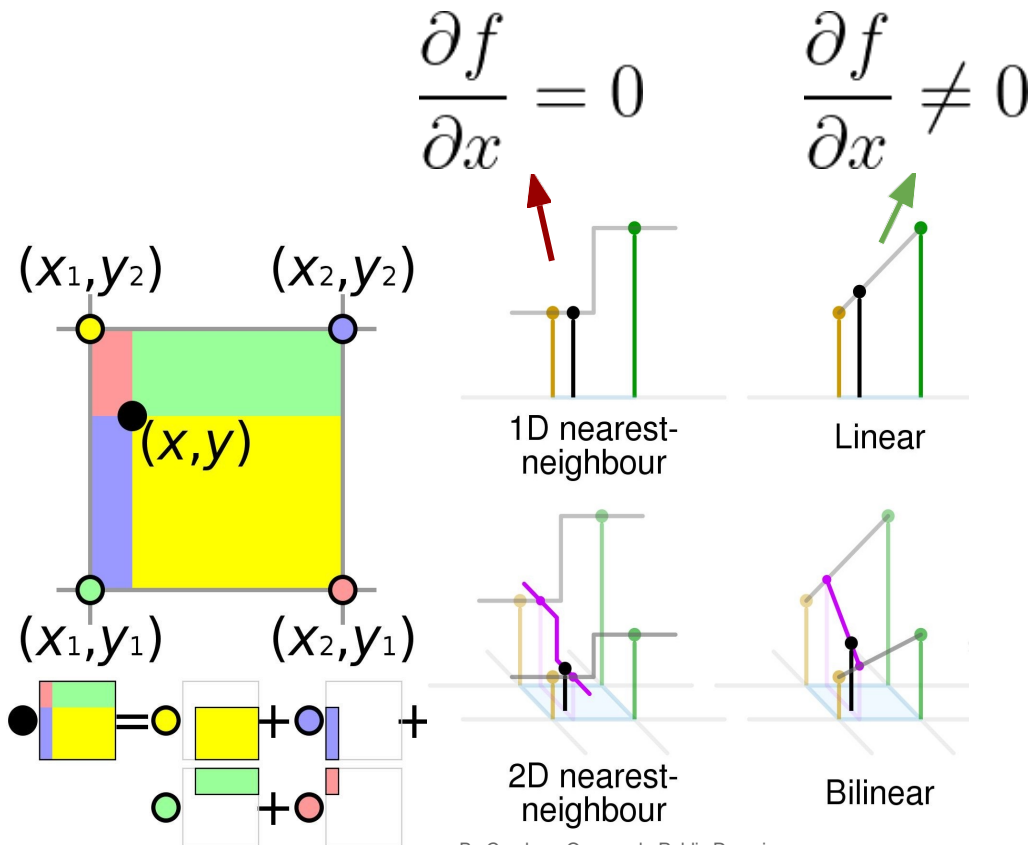 ∂f/∂x = 0
∂f/∂x ≠ 0
(x1,y2)
(x2,y2)
(x,y)
(x1,y1)
(x2,y1)
= + +
+
1D nearest-
neighbour
Linear
2D nearest-
neighbour
Bilinear